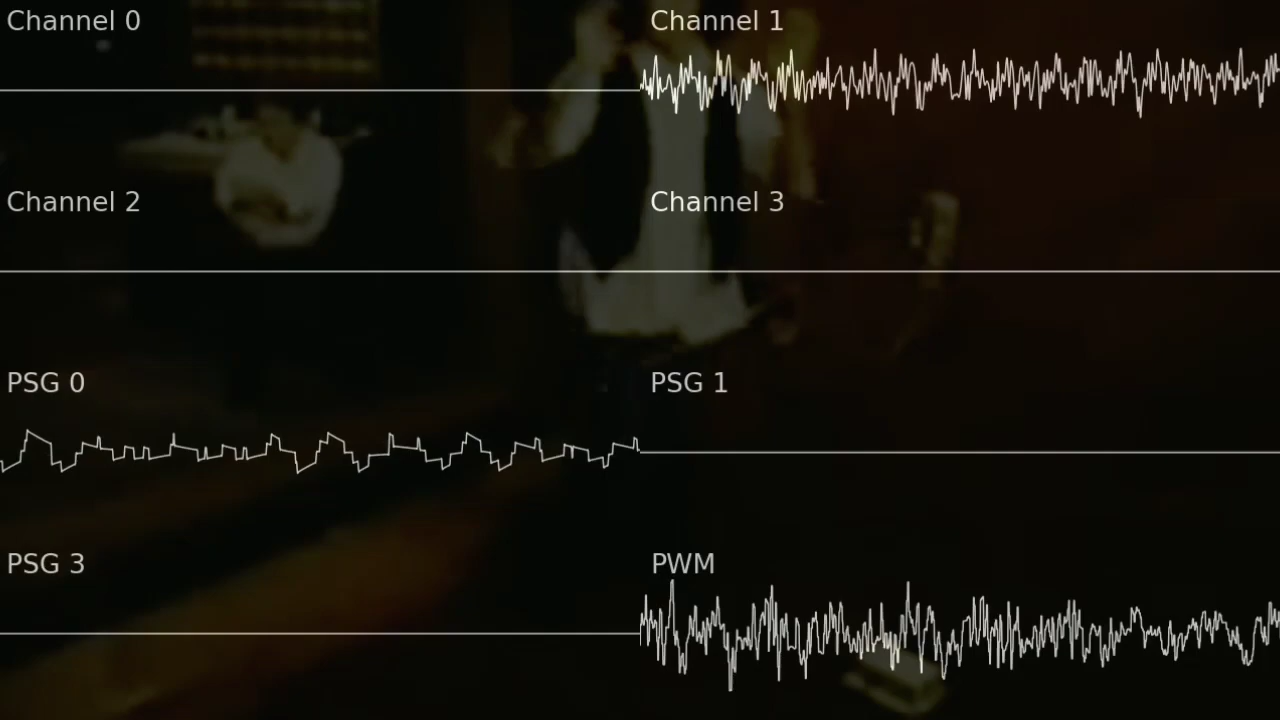 Channel 0
Channel 1
Channel 2
Channel 3
PSG 0
PSG 1
PSG 3
PWM